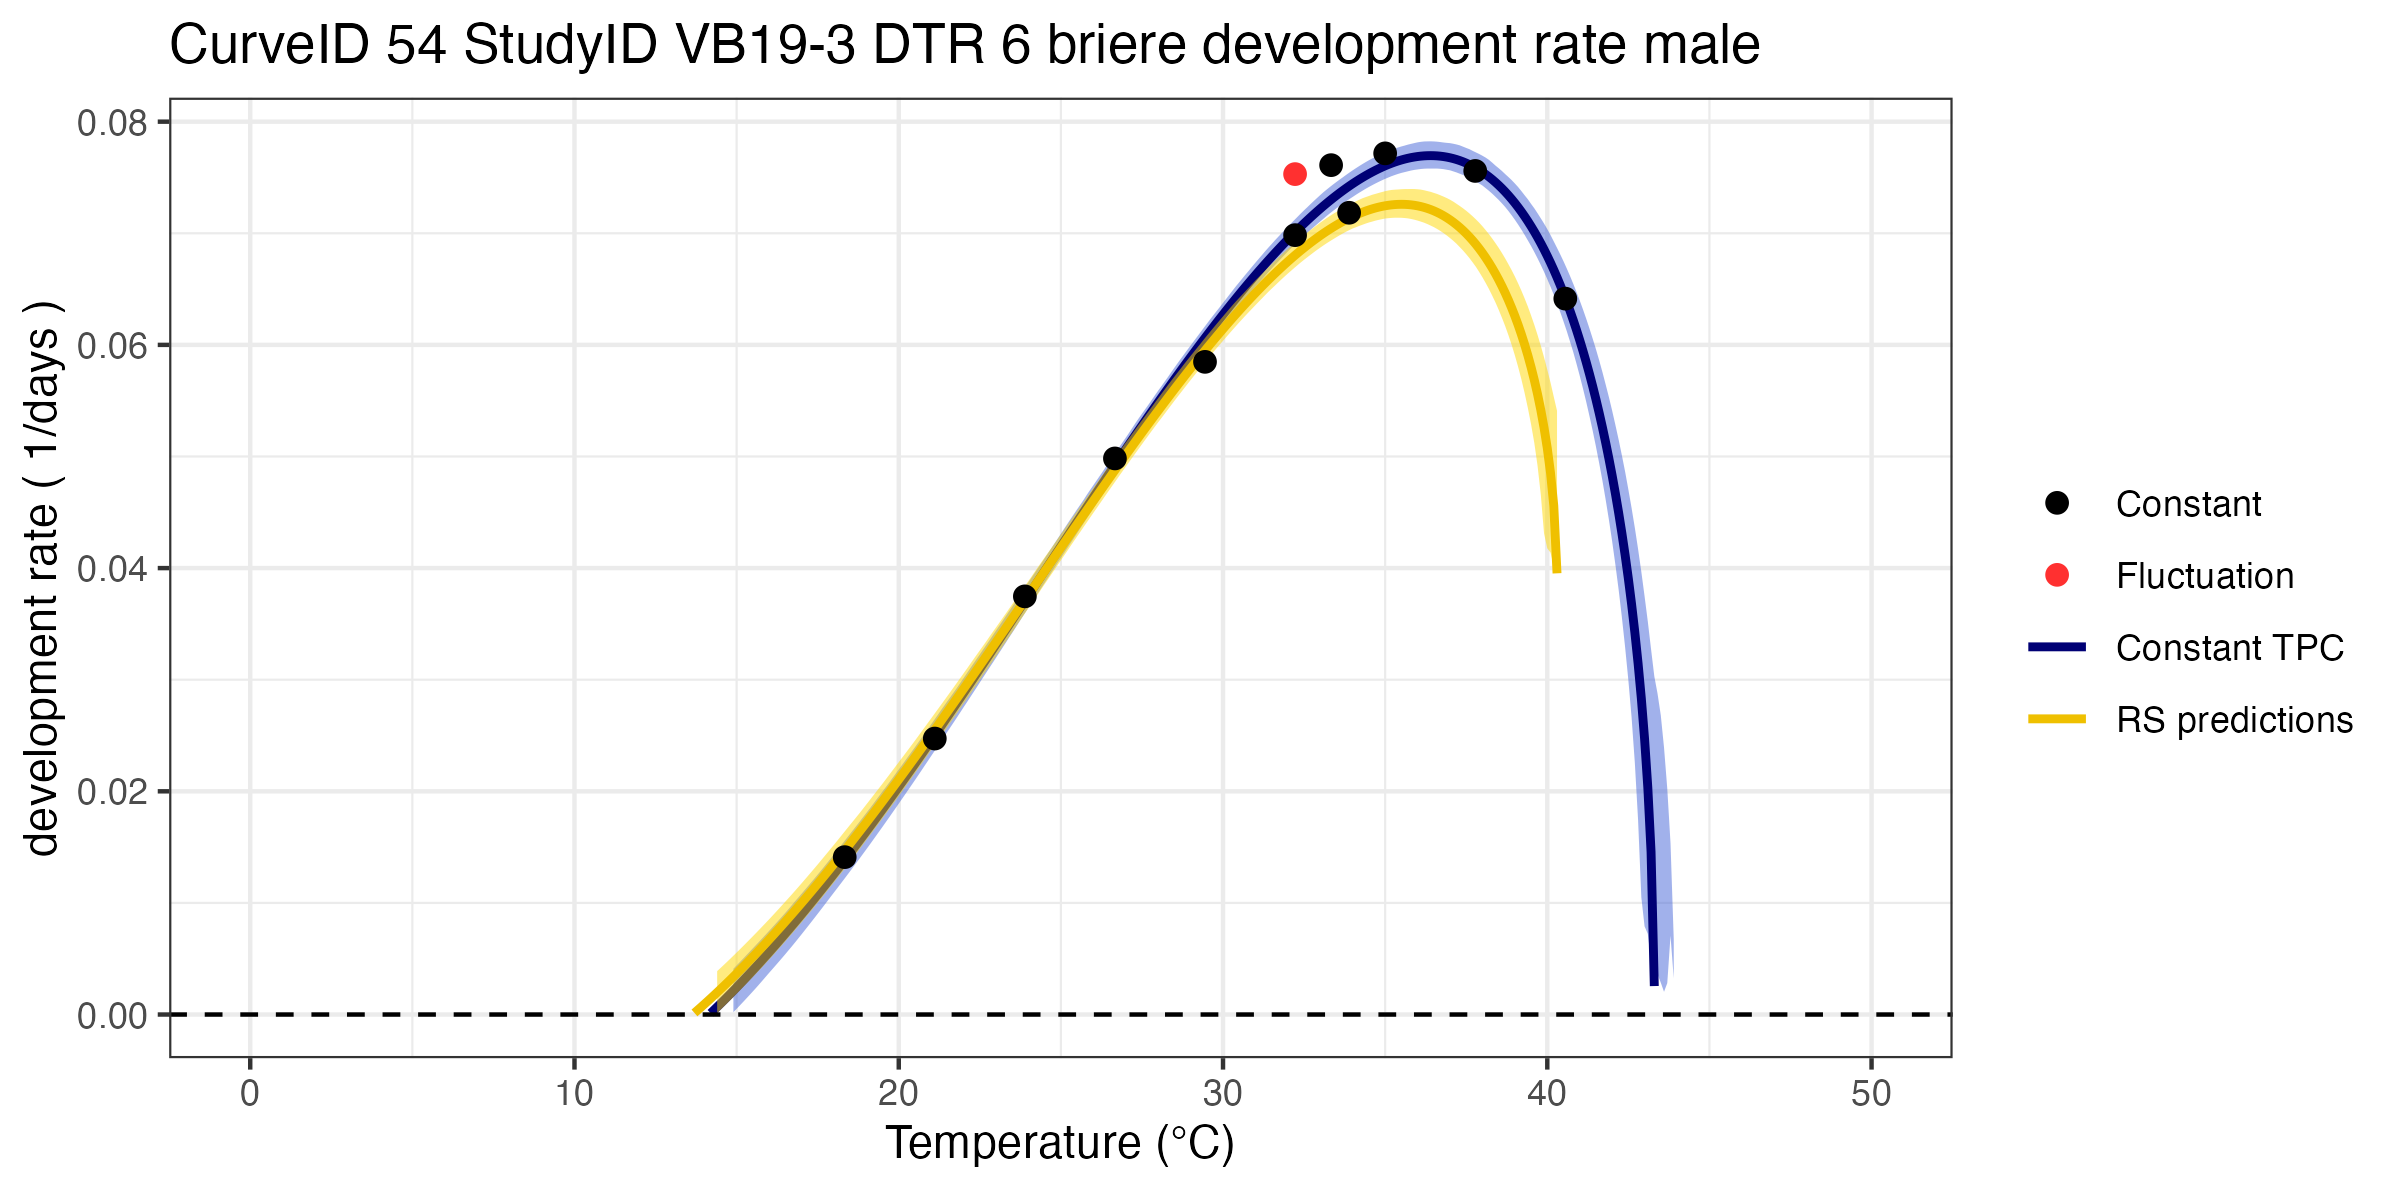 CurveID 54 StudyID VB19-3 DTR 6 briere development rate male
development rate ( 1/days )
0.08
0.06
0.04
0.02
0.00
0
10
20
30
40
50
Temperature (°C)
Constant
Fluctuation
Constant TPC
RS predictions